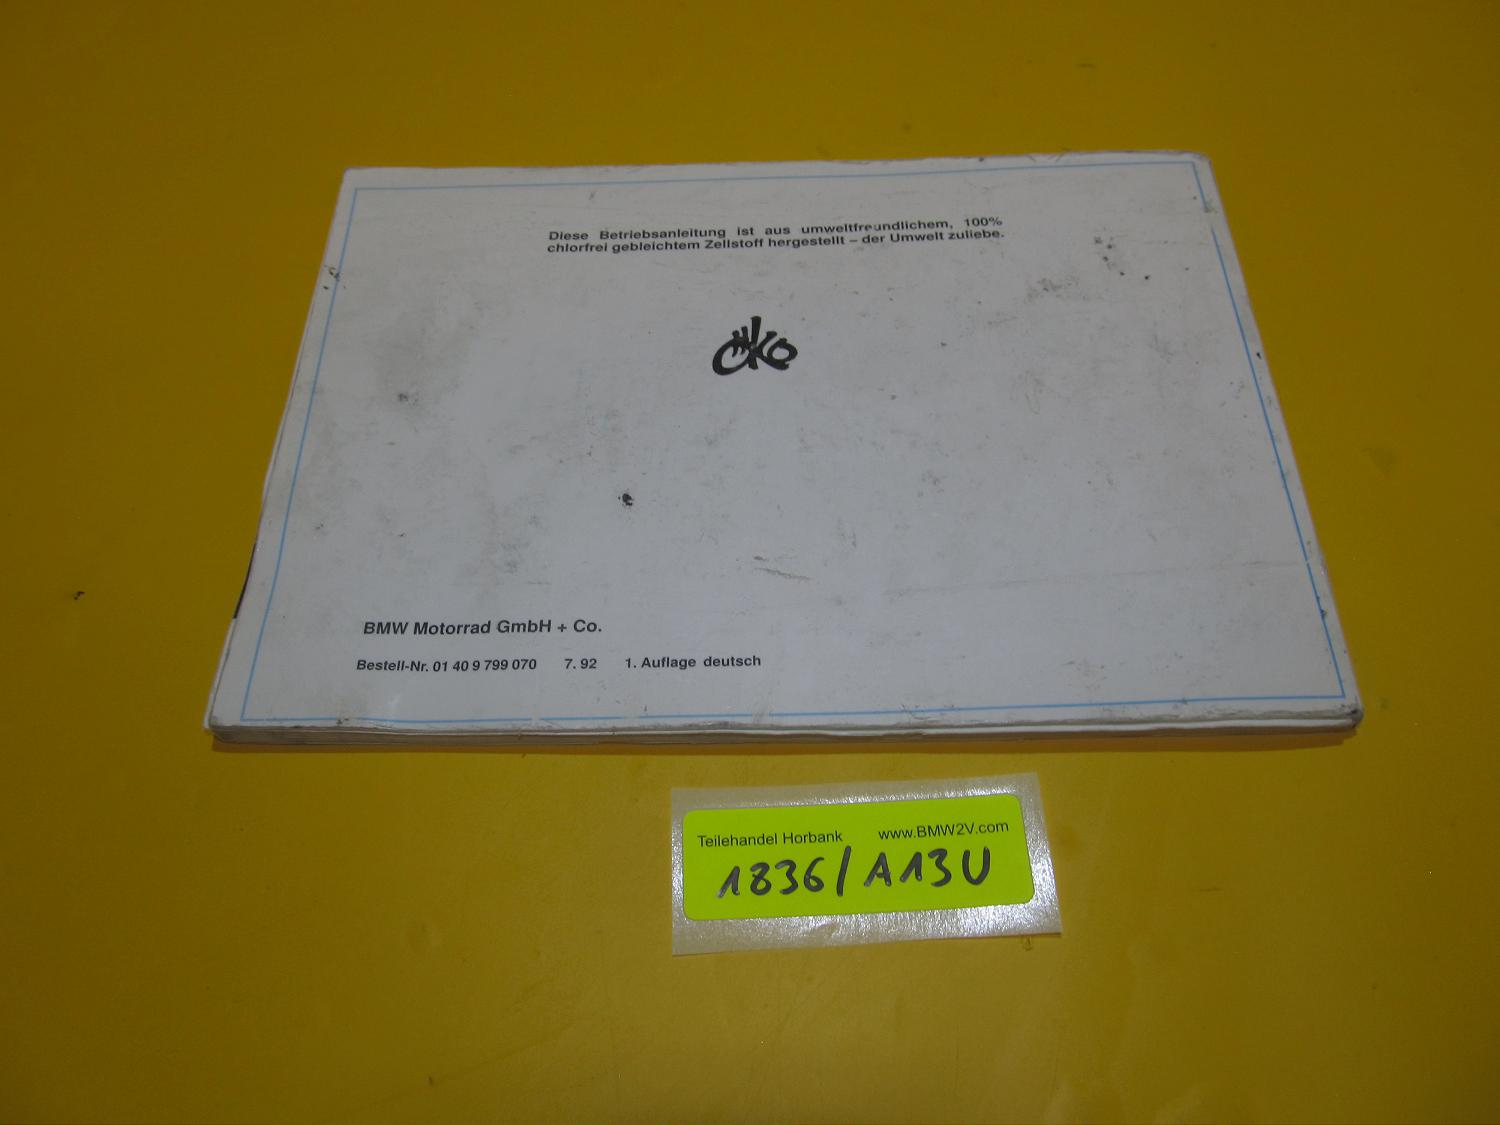 Diese Betriebsanleitung ist aus umweltfreundlichem, 100%
chlorfrei gebleichtem Zellstoff hergestellt – der Umwelt zuliebe.
ÖKO
BMW Motorrad GmbH + Co.
Bestell-Nr. 01 40 9 799 070 7. 92 1. Auflage deutsch
Teilehandel Horbank www.BMW2V.com
1836/A13U